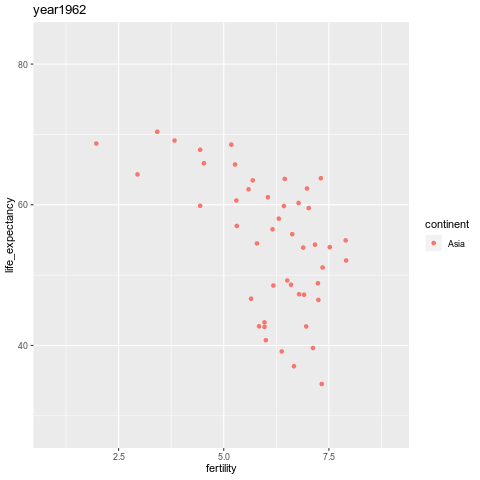 year1962
80
60
40
life_expectancy
2.5
5.0
7.5
fertility
continent
Asia